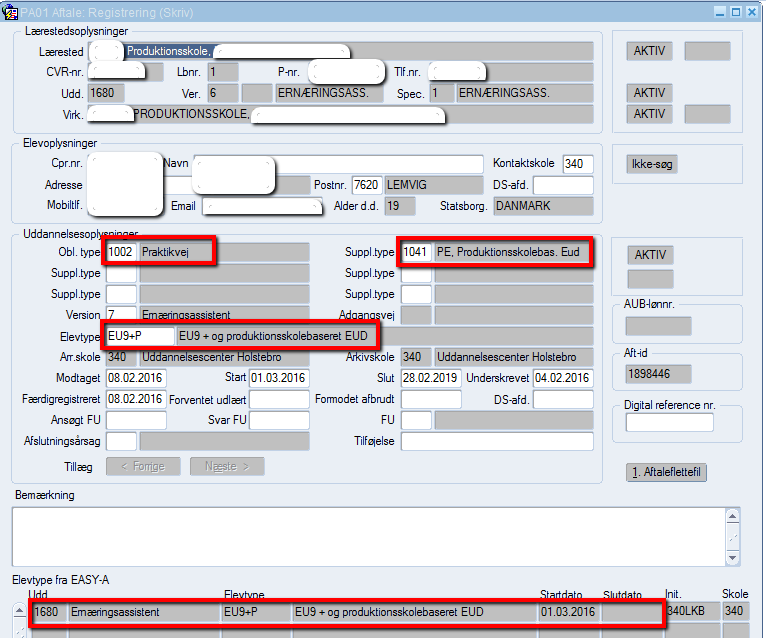 PA01 Aftale: Registrering (Skriv)
Lærestedsoplysninger
Lærested Produktionsskole, AKTIV
CVR-nr. Lbnr. 1 P-nr. Tlf.nr.
Udd. 1680 Ver. 6 ERNÆRINGSASS. Spec. 1 ERNÆRINGSASS. AKTIV
Virk. PRODUKTIONSSKOLE, AKTIV
Elevoplysninger
Cpr.nr. Navn Kontaktskole 340 Ikke-søg
Adresse Postnr. 7620 LEMVIG DS-afd.
Mobiltlf. Email Alder d.d. 19 Statsborg. DANMARK
Uddannelsesoplysninger
Obl. type 1002 Praktikvej Suppl.type 1041 PE, Produktionsskolebas. Eud AKTIV
Suppl.type Suppl.type
Suppl.type Suppl.type
Version 7 Ernæringsassistent Adgangsvej AUB-lønnr.
Elevtype EU9+P EU9 + og produktionsskolebaseret EUD
Arr.skole 340 Uddannelsescenter Holstebro Arkivskole 340 Uddannelsescenter Holstebro Aft-id
Modtaget 08.02.2016 Start 01.03.2016 Slut 28.02.2019 Underskrevet 04.02.2016 1898446
Færdigregistreret 08.02.2016 Forventet udlært Formodet afbrudt DS-afd. Digital reference nr.
Ansøgt FU Svar FU FU
Afslutningsårsag Tilføjelse
Tillæg < Forrige Næste > 1. Aftaleflettefil
Bemærkning
Elevtype fra EASY-A
Udd Elevtype Startdato Slutdato Init. Skole
1680 Ernæringsassistent EU9+P EU9 + og produktionsskolebaseret EUD 01.03.2016 340LKB 340